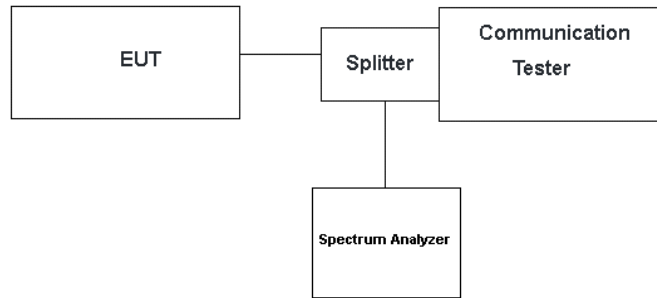 EUT
Splitter
Communication
Tester
Spectrum Analyzer